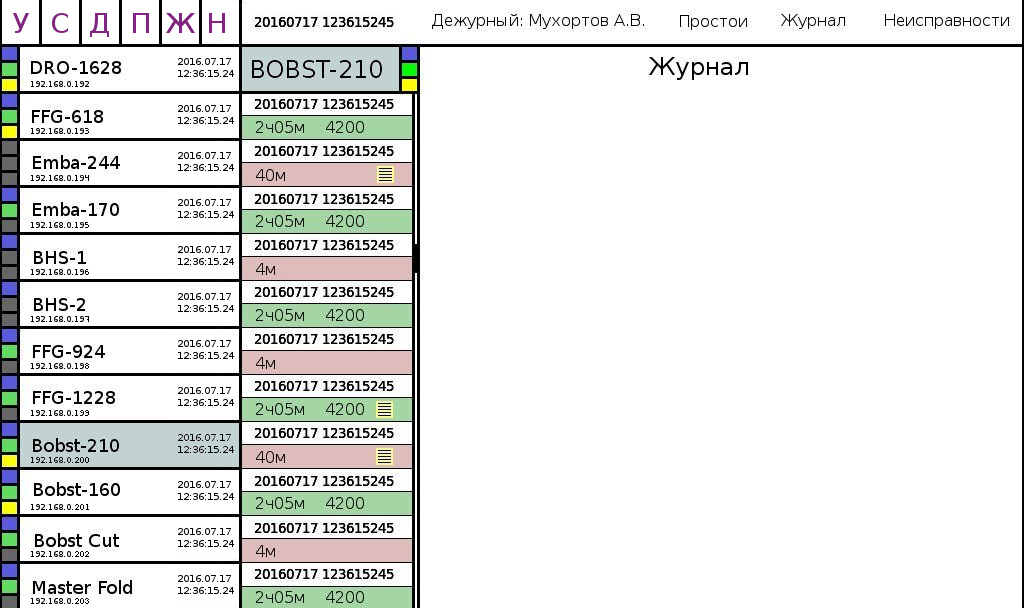 У С Д П Ж Н
20160717 123615245
Дежурный: Мухортов А.В. Простои Журнал Неисправности
DRO-1628
192.168.0.192
2016.07.17
12:36:15.24
FFG-618
192.168.0.193
2016.07.17
12:36:15.24
Emba-244
192.168.0.194
2016.07.17
12:36:15.24
Emba-170
192.168.0.195
2016.07.17
12:36:15.24
BHS-1
192.168.0.196
2016.07.17
12:36:15.24
BHS-2
192.168.0.197
2016.07.17
12:36:15.24
FFG-924
192.168.0.198
2016.07.17
12:36:15.24
FFG-1228
192.168.0.199
2016.07.17
12:36:15.24
Bobst-210
192.168.0.200
2016.07.17
12:36:15.24
Bobst-160
192.168.0.201
2016.07.17
12:36:15.24
Bobst Cut
192.168.0.202
2016.07.17
12:36:15.24
Master Fold
192.168.0.203
2016.07.17
12:36:15.24
BOBST-210
20160717 123615245
2ч05м 4200
20160717 123615245
40м
20160717 123615245
2ч05м 4200
20160717 123615245
4м
20160717 123615245
2ч05м 4200
20160717 123615245
4м
20160717 123615245
2ч05м 4200
20160717 123615245
40м
20160717 123615245
2ч05м 4200
20160717 123615245
4м
20160717 123615245
2ч05м 4200
Журнал